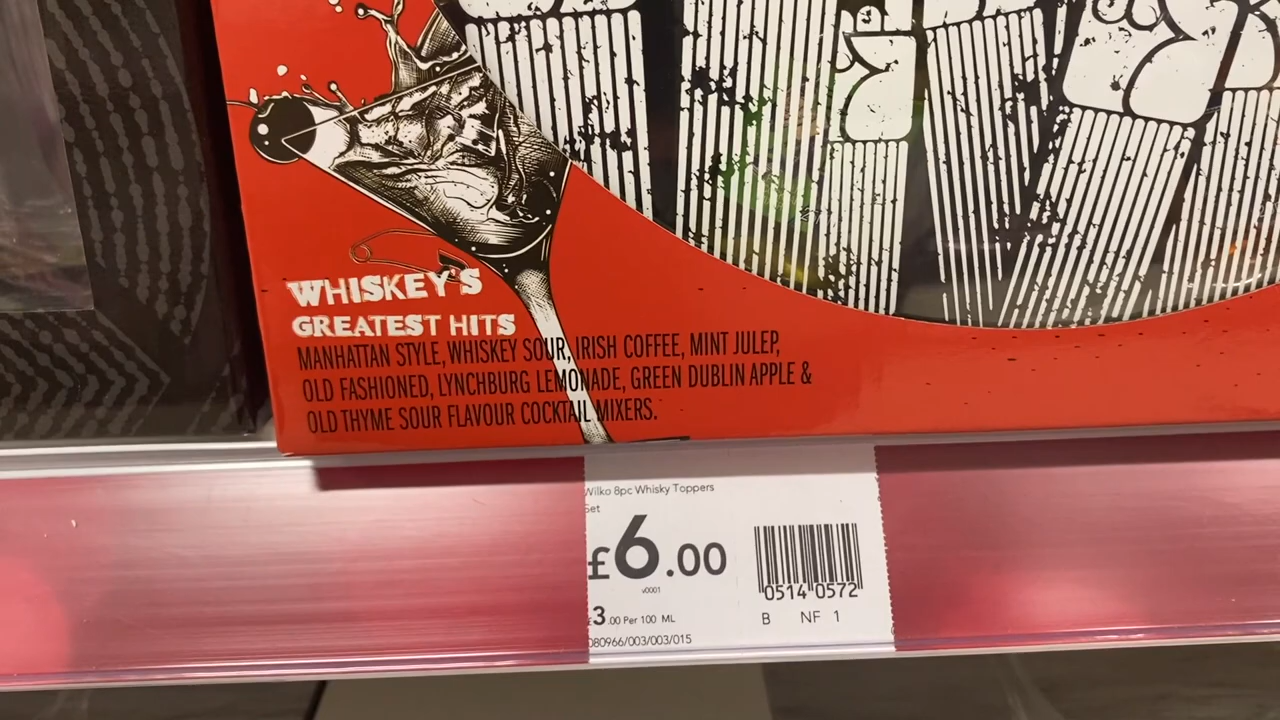 WHISKEY'S
GREATEST HITS
MANHATTAN STYLE, WHISKEY SOUR, IRISH COFFEE, MINT JULEP,
OLD FASHIONED, LYNCHBURG LEMONADE, GREEN DUBLIN APPLE &
OLD THYME SOUR FLAVOUR COCKTAIL MIXERS.
Wilko 8pc Whisky Toppers
Set
£6.00
v0001
£3.00 Per 100 ML
080966/003/003/015
0514 0572
B NF 1